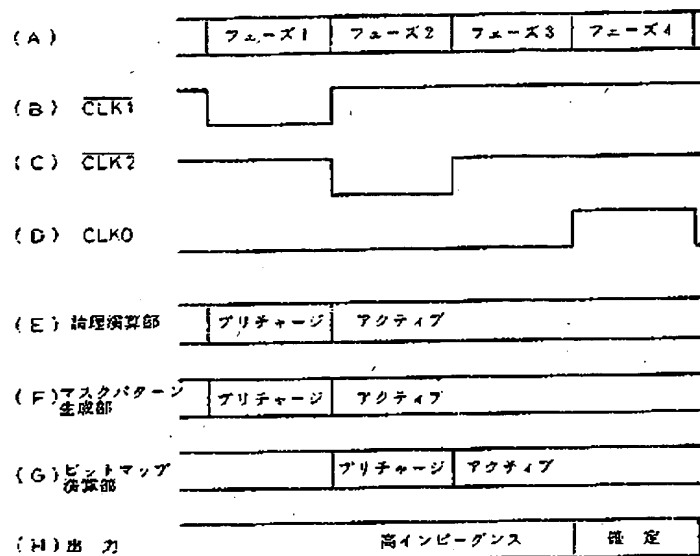 (A) フェーズ1 フェーズ2 フェーズ3 フェーズ4
(B) CLK1
(C) CLK2
(D) CLK0
(E) 論理演算部 プリチャージ アクティブ
(F) マスクパターン生成部 プリチャージ アクティブ
(G) ビットマップ演算部 プリチャージ アクティブ
(H) 出力 高インピーダンス 確定